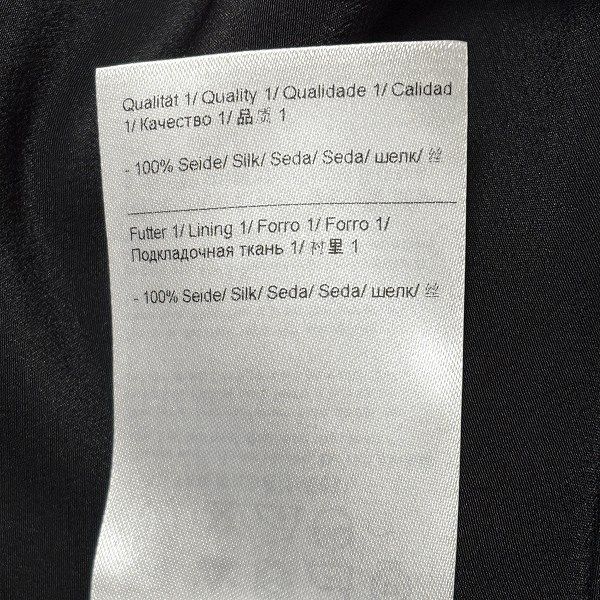 Qualität 1/ Quality 1/ Qualidade 1/ Calidad
1/ Качество 1/ 品质 1
- 100% Seide/ Silk/ Seda/ Seda/ шелк/ 丝
Futter 1/ Lining 1/ Forro 1/ Forro 1/
Подкладочная ткань 1/ 衬里 1
- 100% Seide/ Silk/ Seda/ Seda/ шелк/ 丝